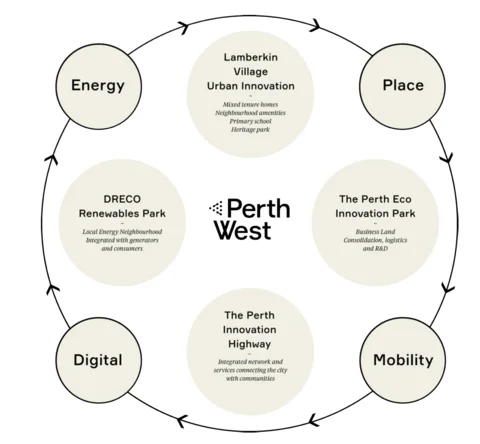 Energy
Lamberkin
Village
Urban Innovation
Mixed tenure homes
Neighbourhood amenities
Primary school
Heritage park
Place
DRECO
Renewables Park
Local Energy Neighbourhood
Integrated with generators
and consumers
Perth
West
The Perth Eco
Innovation Park
Business Land
Consolidation, logistics
and R&D
Digital
The Perth
Innovation
Highway
Integrated network and
services connecting the city
with communities
Mobility